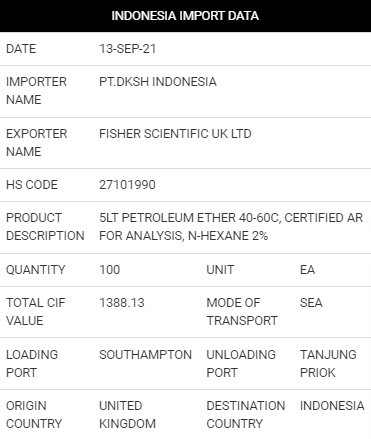 INDONESIA IMPORT DATA
DATE 13-SEP-21
IMPORTER NAME PT.DKSH INDONESIA
EXPORTER NAME FISHER SCIENTIFIC UK LTD
HS CODE 27101990
PRODUCT DESCRIPTION 5LT PETROLEUM ETHER 40-60C, CERTIFIED AR FOR ANALYSIS, N-HEXANE 2%
QUANTITY 100 UNIT EA
TOTAL CIF VALUE 1388.13 MODE OF TRANSPORT SEA
LOADING PORT SOUTHAMPTON UNLOADING PORT TANJUNG PRIOK
ORIGIN COUNTRY UNITED KINGDOM DESTINATION COUNTRY INDONESIA